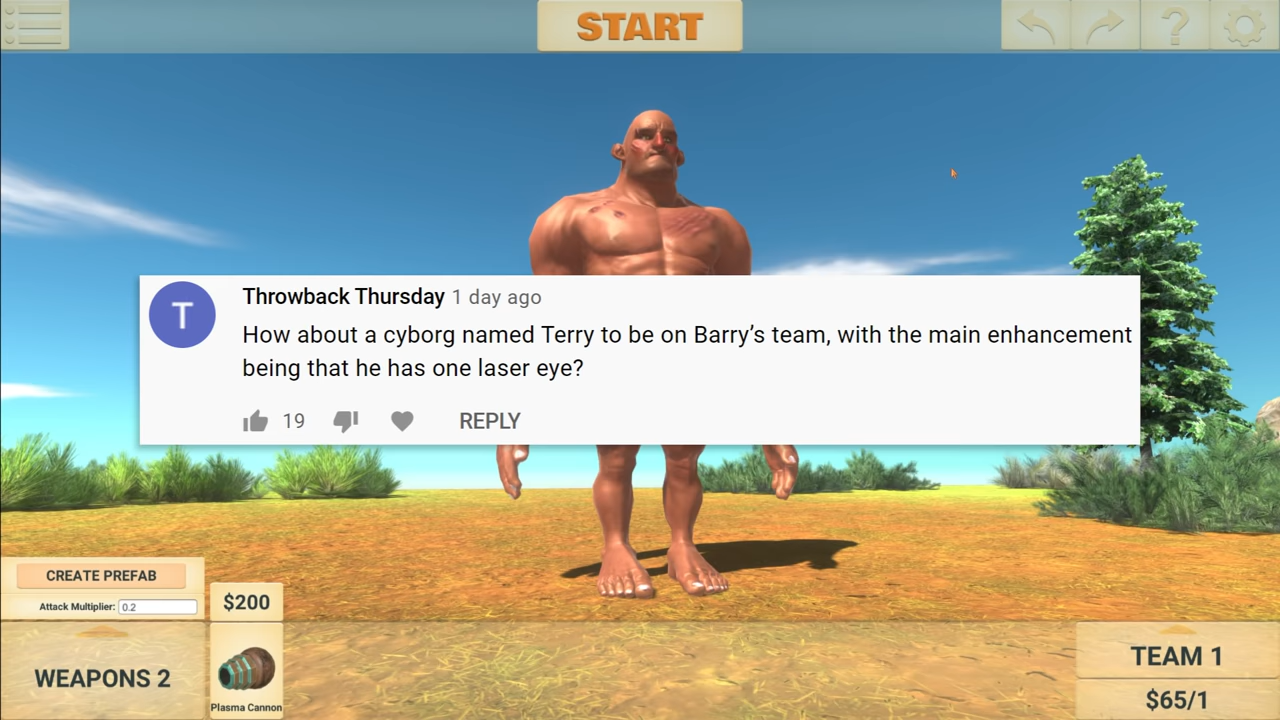 START
?
Throwback Thursday 1 day ago
T
How about a cyborg named Terry to be on Barry’s team, with the main enhancement
being that he has one laser eye?
19
REPLY
CREATE PREFAB
Attack Multiplier: 0.2
$200
WEAPONS 2
Plasma Cannon
TEAM 1
$65/1